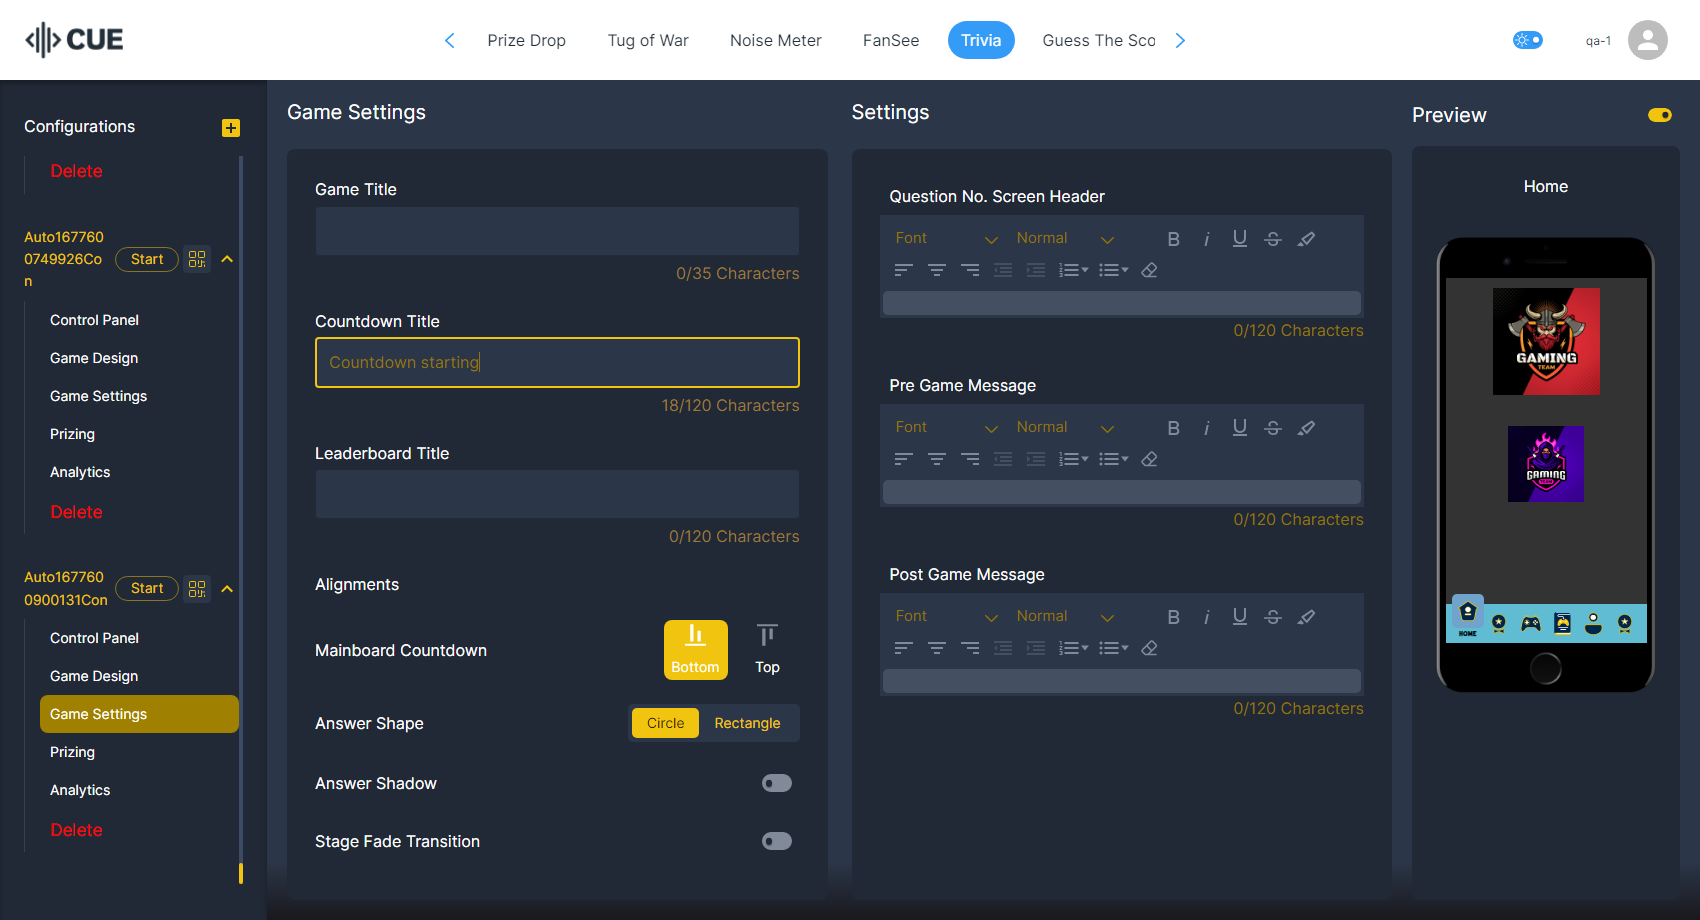 CUE
Prize Drop
Tug of War
Noise Meter
FanSee
Trivia
Guess The Sco
qa-1
Configurations
Delete
Auto167760
0749926Co
n
Start
Control Panel
Game Design
Game Settings
Prizing
Analytics
Delete
Auto167760
0900131Con
Start
Control Panel
Game Design
Game Settings
Prizing
Analytics
Delete
Game Settings
Game Title
0/35 Characters
Countdown Title
Countdown starting
18/120 Characters
Leaderboard Title
0/120 Characters
Alignments
Mainboard Countdown
Bottom
Top
Answer Shape
Circle
Rectangle
Answer Shadow
Stage Fade Transition
Settings
Question No. Screen Header
Font
Normal
0/120 Characters
Pre Game Message
Font
Normal
0/120 Characters
Post Game Message
Font
Normal
0/120 Characters
Preview
Home
GAMING
TEAM
GAMING
TEAM
HOME